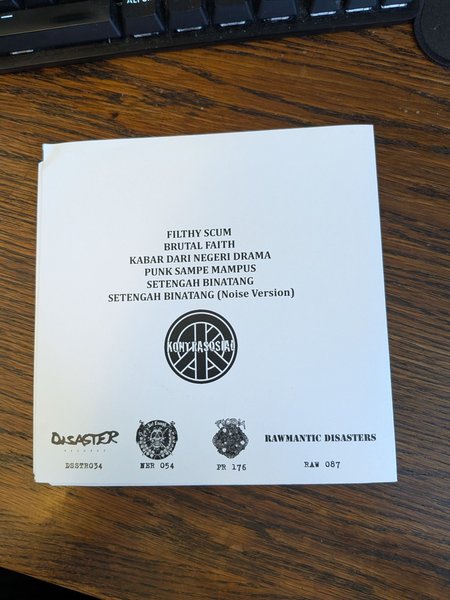 FILTHY SCUM
BRUTAL FAITH
KABAR DARI NEGERI DRAMA
PUNK SAMPE MAMPUS
SETENGAH BINATANG
SETENGAH BINATANG (Noise Version)
KONTRASOSIAL
DISASTER
RECORDS
RAWMANTIC DISASTERS
DSSTR034
NER 054
PR 176
RAW 087